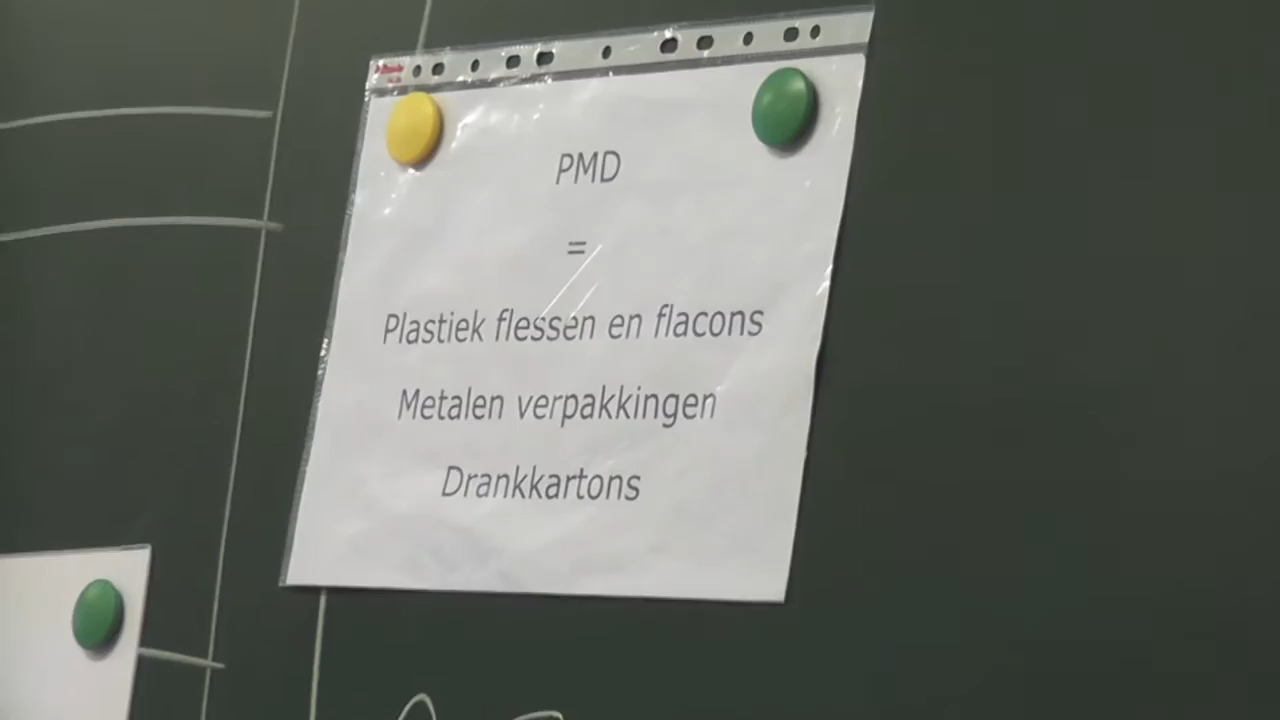 PMD
=
Plastiek flessen en flacons
Metalen verpakkingen
Drankkartons